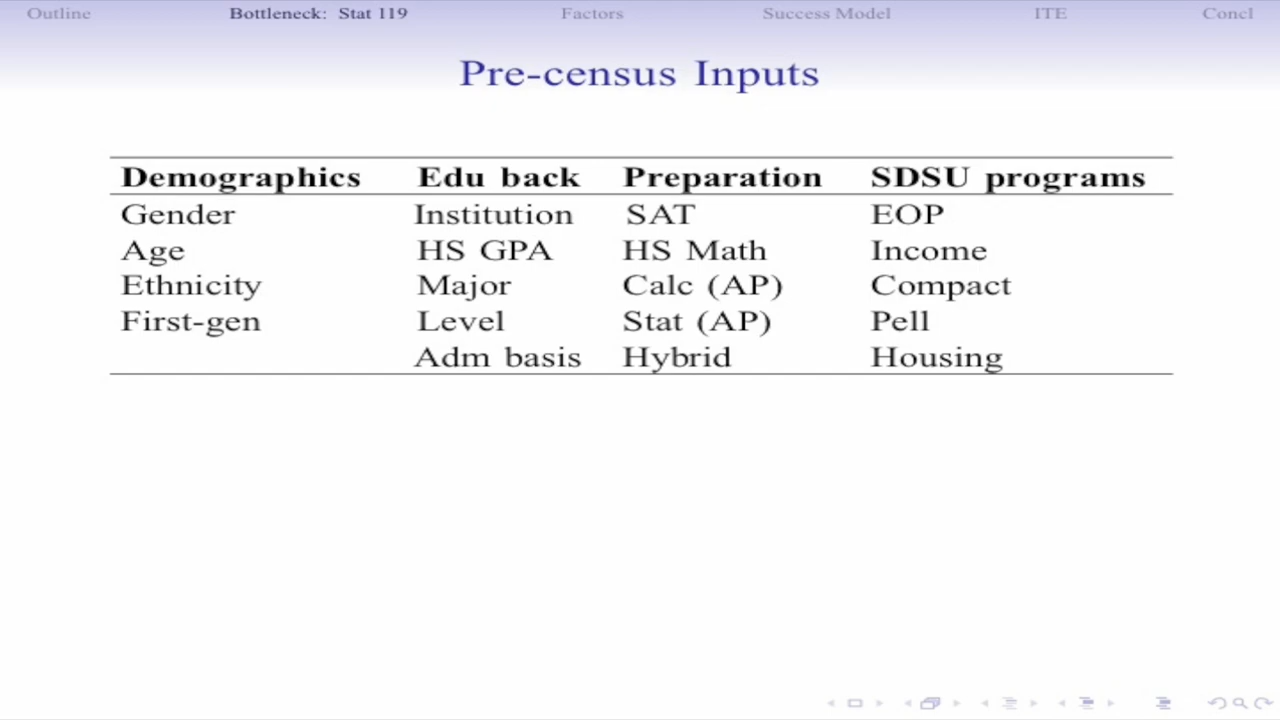 Outline Bottleneck: Stat 119 Factors Success Model ITE Concl
Pre-census Inputs
Demographics Edu back Preparation SDSU programs
Gender Institution SAT EOP
Age HS GPA HS Math Income
Ethnicity Major Calc (AP) Compact
First-gen Level Stat (AP) Pell
Adm basis Hybrid Housing